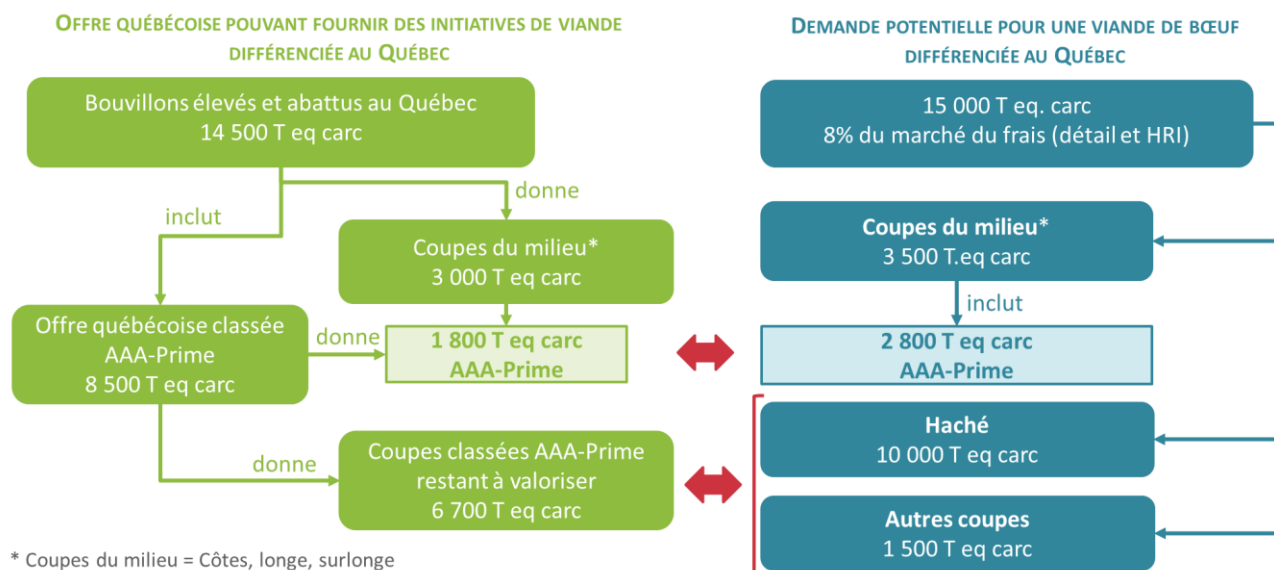 OFFRE QUÉBÉCOISE POUVANT FOURNIR DES INITIATIVES DE VIANDE
DIFFÉRENCIÉE AU QUÉBEC
Bouvillons élevés et abattus au Québec
14 500 T eq carc
inclut
donne
Coupes du milieu*
3 000 T eq carc
Offre québécoise classée
AAA-Prime
8 500 T eq carc
donne
1 800 T eq carc
AAA-Prime
donne
Coupes classées AAA-Prime
restant à valoriser
6 700 T eq carc
* Coupes du milieu = Côtes, longe, surlonge
DEMANDE POTENTIELLE POUR UNE VIANDE DE BŒUF
DIFFÉRENCIÉE AU QUÉBEC
15 000 T eq. carc
8% du marché du frais (détail et HRI)
Coupes du milieu*
3 500 T.eq carc
inclut
2 800 T eq carc
AAA-Prime
Haché
10 000 T eq carc
Autres coupes
1 500 T eq carc